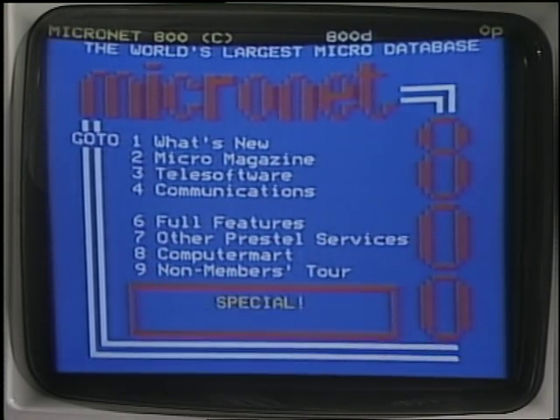 MICRONET 800 (C) 800d 0p
THE WORLD'S LARGEST MICRO DATABASE
micronet
800
GOTO 1 What's New
2 Micro Magazine
3 Telesoftware
4 Communications
6 Full Features
7 Other Prestel Services
8 Computermart
9 Non-Members' Tour
SPECIAL!